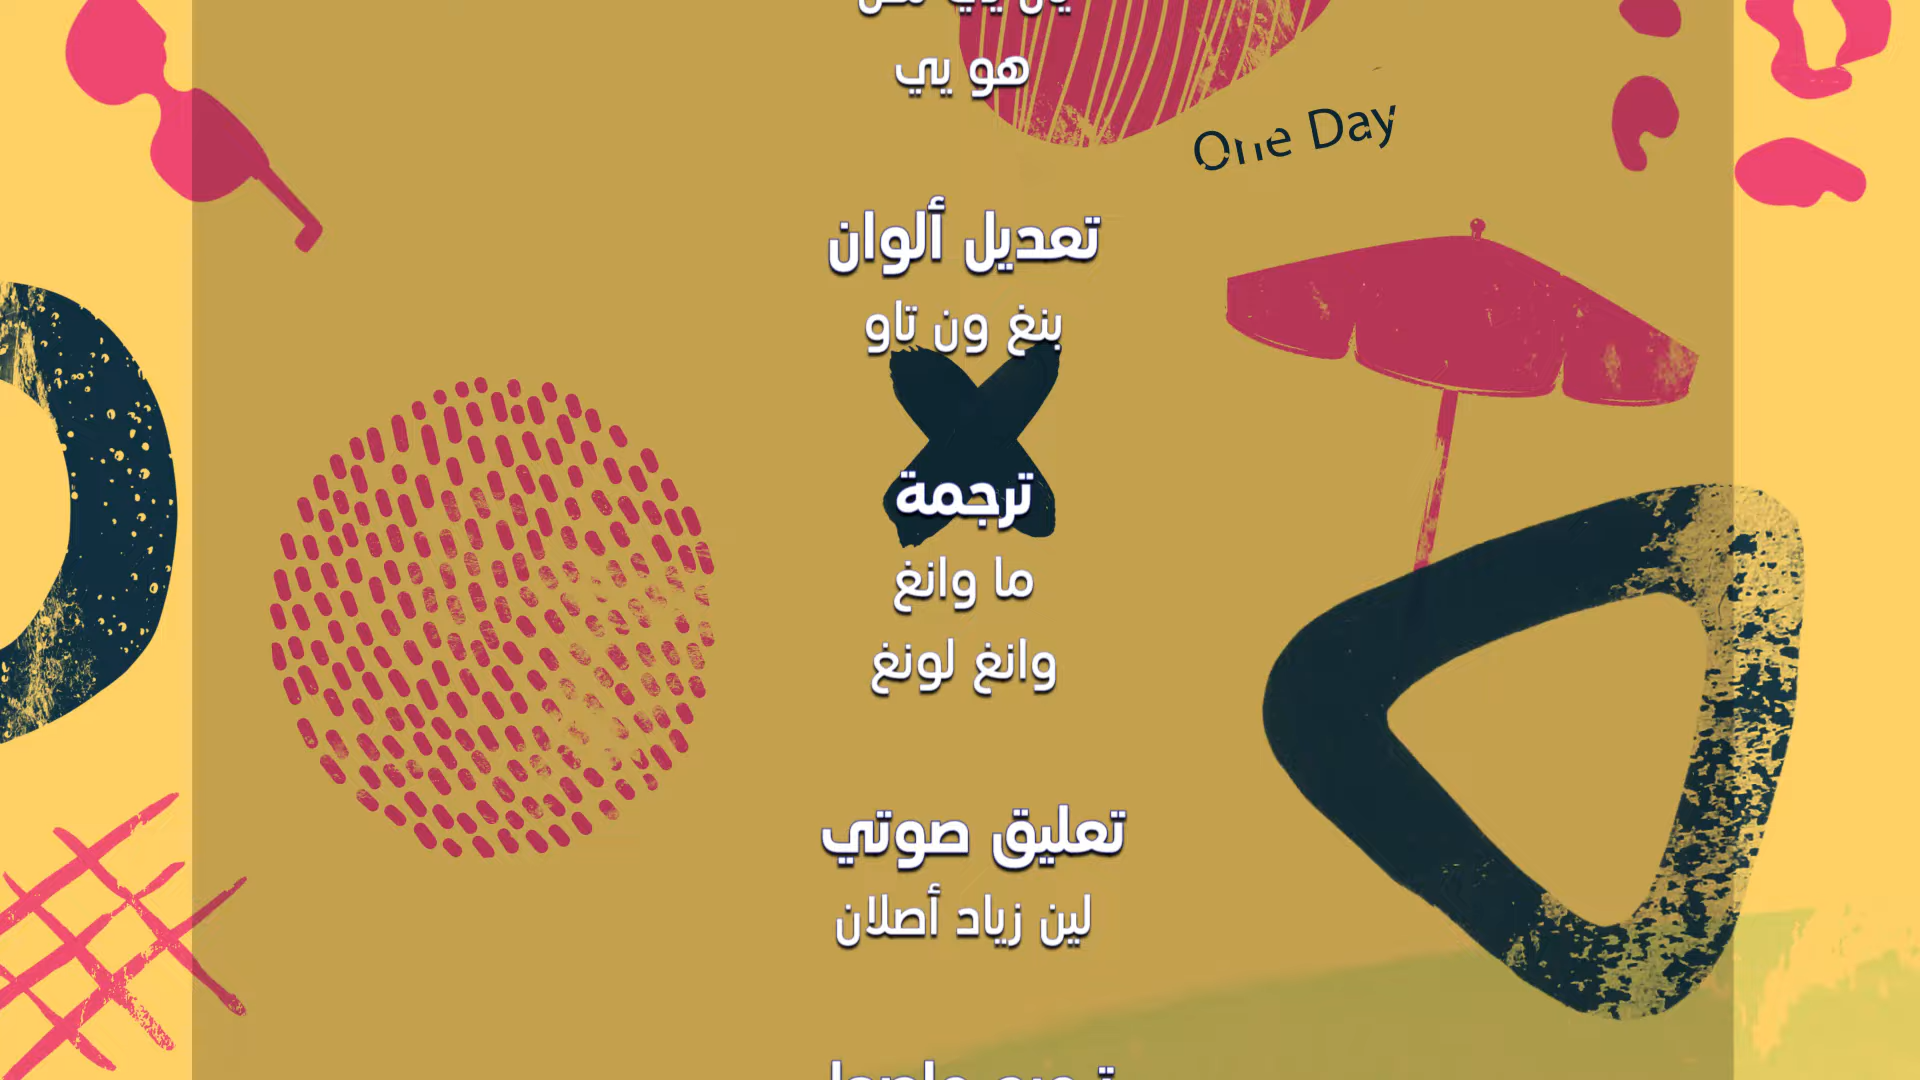 هو يي
One Day
تعديل ألوان
بنغ ون تاو
ترجمة
ما وانغ
وانغ لونغ
تعليق صوتي
لين زياد أصلان